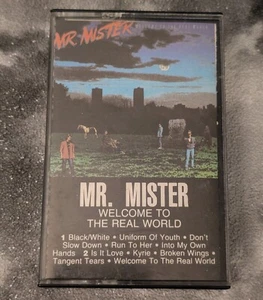 MR. MISTER
MR. MISTER
WELCOME TO
THE REAL WORLD
1 Black/White • Uniform Of Youth • Don't
Slow Down • Run To Her • Into My Own
Hands 2 Is It Love • Kyrie • Broken Wings •
Tangent Tears • Welcome To The Real World